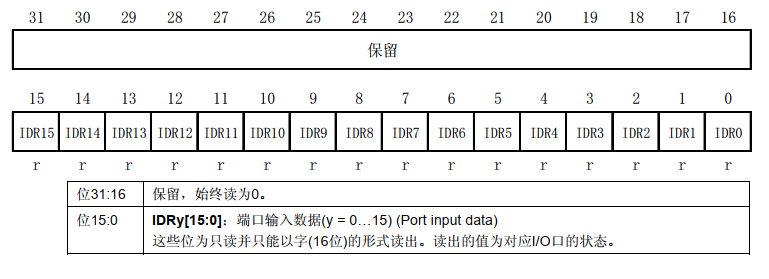 31 30 29 28 27 26 25 24 23 22 21 20 19 18 17 16
保留
15 14 13 12 11 10 9 8 7 6 5 4 3 2 1 0
IDR15 IDR14 IDR13 IDR12 IDR11 IDR10 IDR9 IDR8 IDR7 IDR6 IDR5 IDR4 IDR3 IDR2 IDR1 IDR0
r r r r r r r r r r r r r r r r
位31:16 保留，始终读为0。
位15:0 IDRy[15:0]：端口输入数据(y = 0…15) (Port input data)
这些位为只读并只能以字(16位)的形式读出。读出的值为对应I/O口的状态。